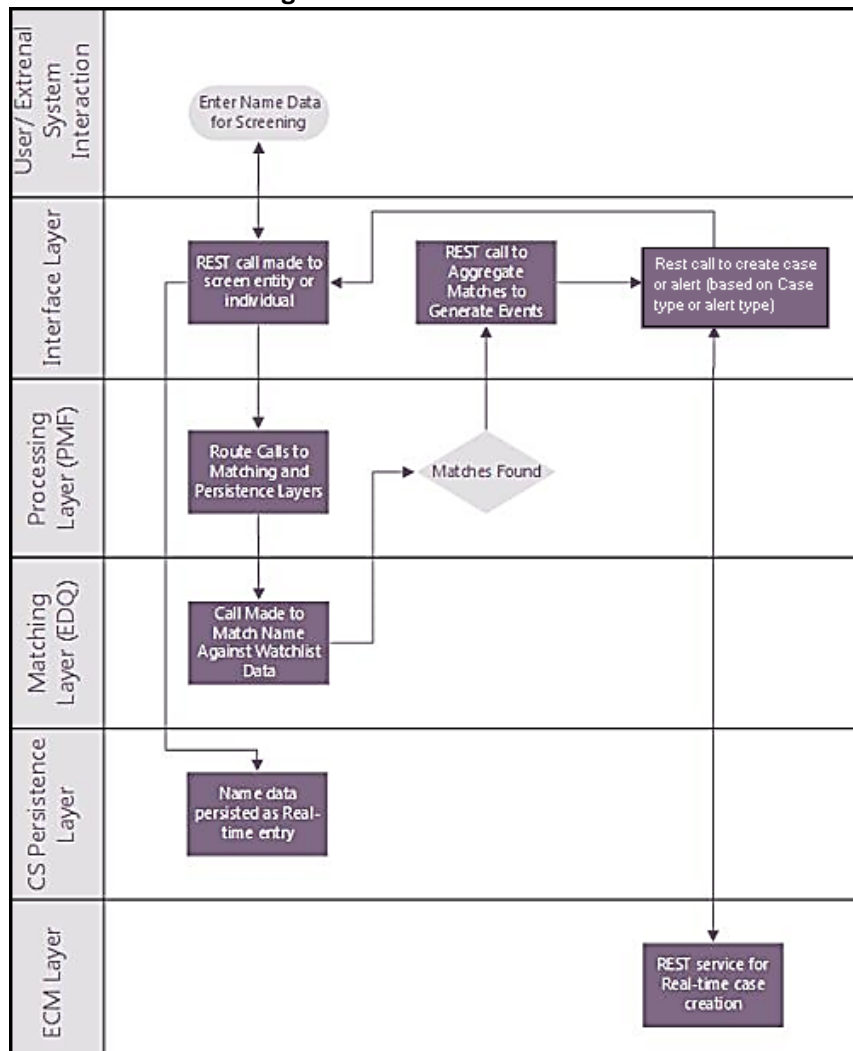 User/ Extrenal
System
Interaction
Enter Name Data
for Screening
Interface Layer
REST call made to
screen entity or
individual
REST call to
Aggregate
Matches to
Generate Events
Rest call to create case
or alert (based on Case
type or alert type)
Processing
Layer (PMF)
Route Calls to
Matching and
Persistence Layers
Matches Found
Matching
Layer (EDQ)
Call Made to
Match Name
Against Watchlist
Data
CS Persistence
Layer
Name data
persisted as Real-
time entry
ECM Layer
REST service for
Real-time case
creation